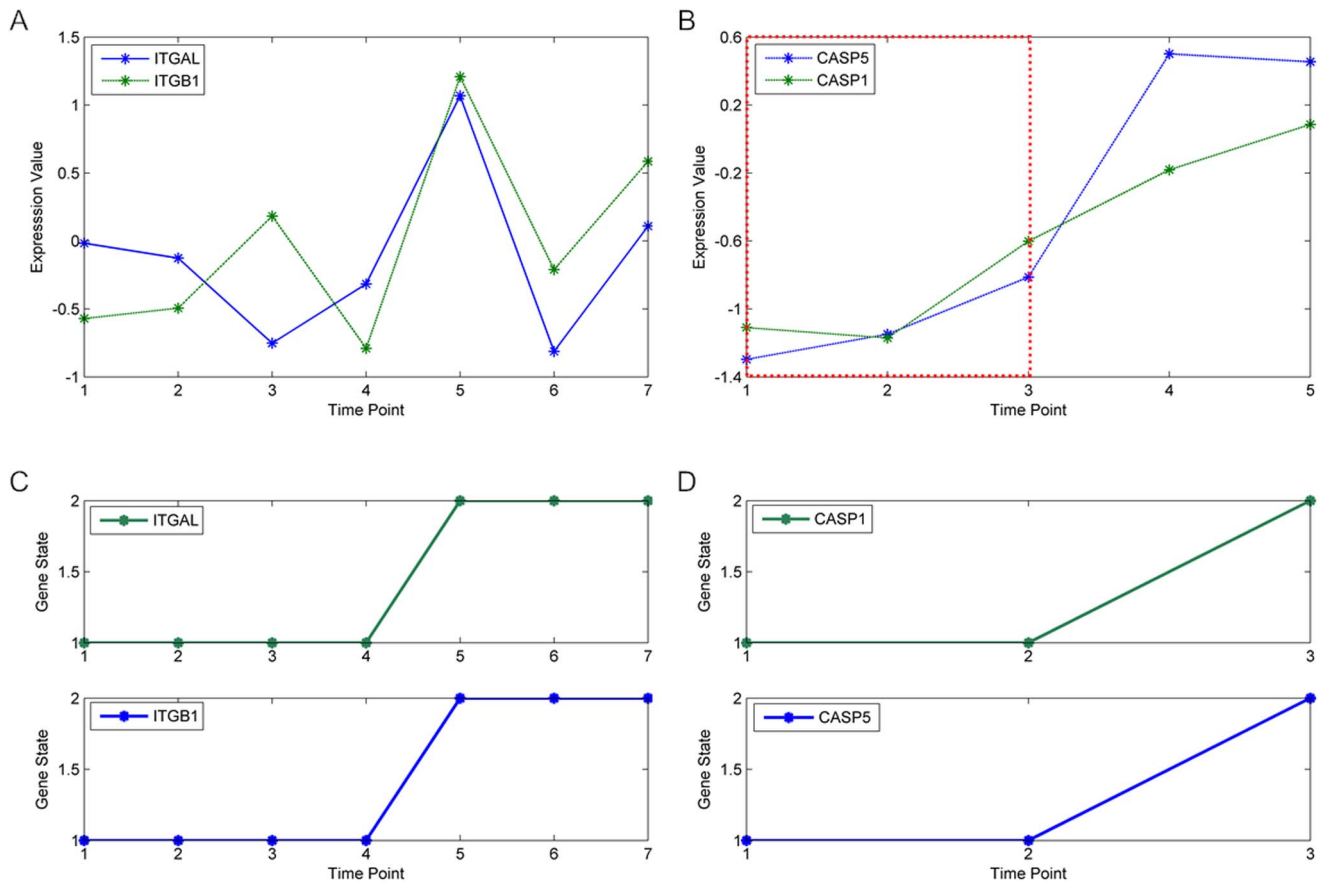 A
1.5
1
0.5
0
-0.5
-1
Expression Value
ITGAL
ITGB1
1 2 3 4 5 6 7
Time Point
B
0.6
0.2
-0.2
-0.6
-1
-1.4
Expression Value
CASP5
CASP1
1 2 3 4 5
Time Point
C
2
1.5
1
Gene State
ITGAL
1 2 3 4 5 6 7
2
1.5
1
Gene State
ITGB1
1 2 3 4 5 6 7
Time Point
D
2
1.5
1
Gene State
CASP1
1 2 3
2
1.5
1
Gene State
CASP5
1 2 3
Time Point